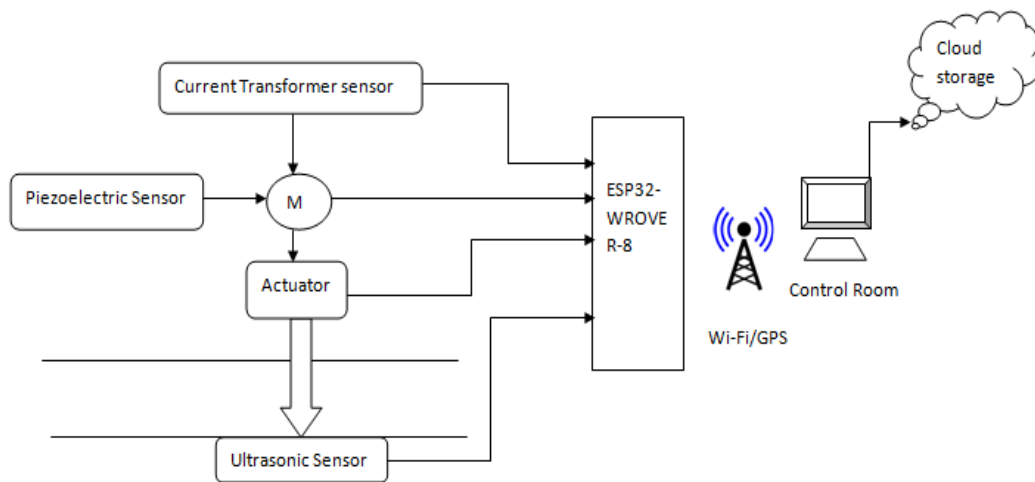 Cloud
storage
Current Transformer sensor
Piezoelectric Sensor
M
ESP32-
WROVE
R-8
Actuator
Control Room
Wi-Fi/GPS
Ultrasonic Sensor